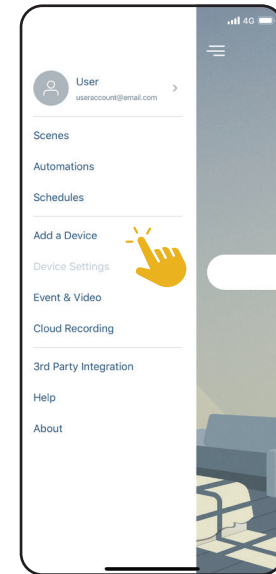 4G
User
useraccount@email.com
Scenes
Automations
Schedules
Add a Device
Device Settings
Event & Video
Cloud Recording
3rd Party Integration
Help
About